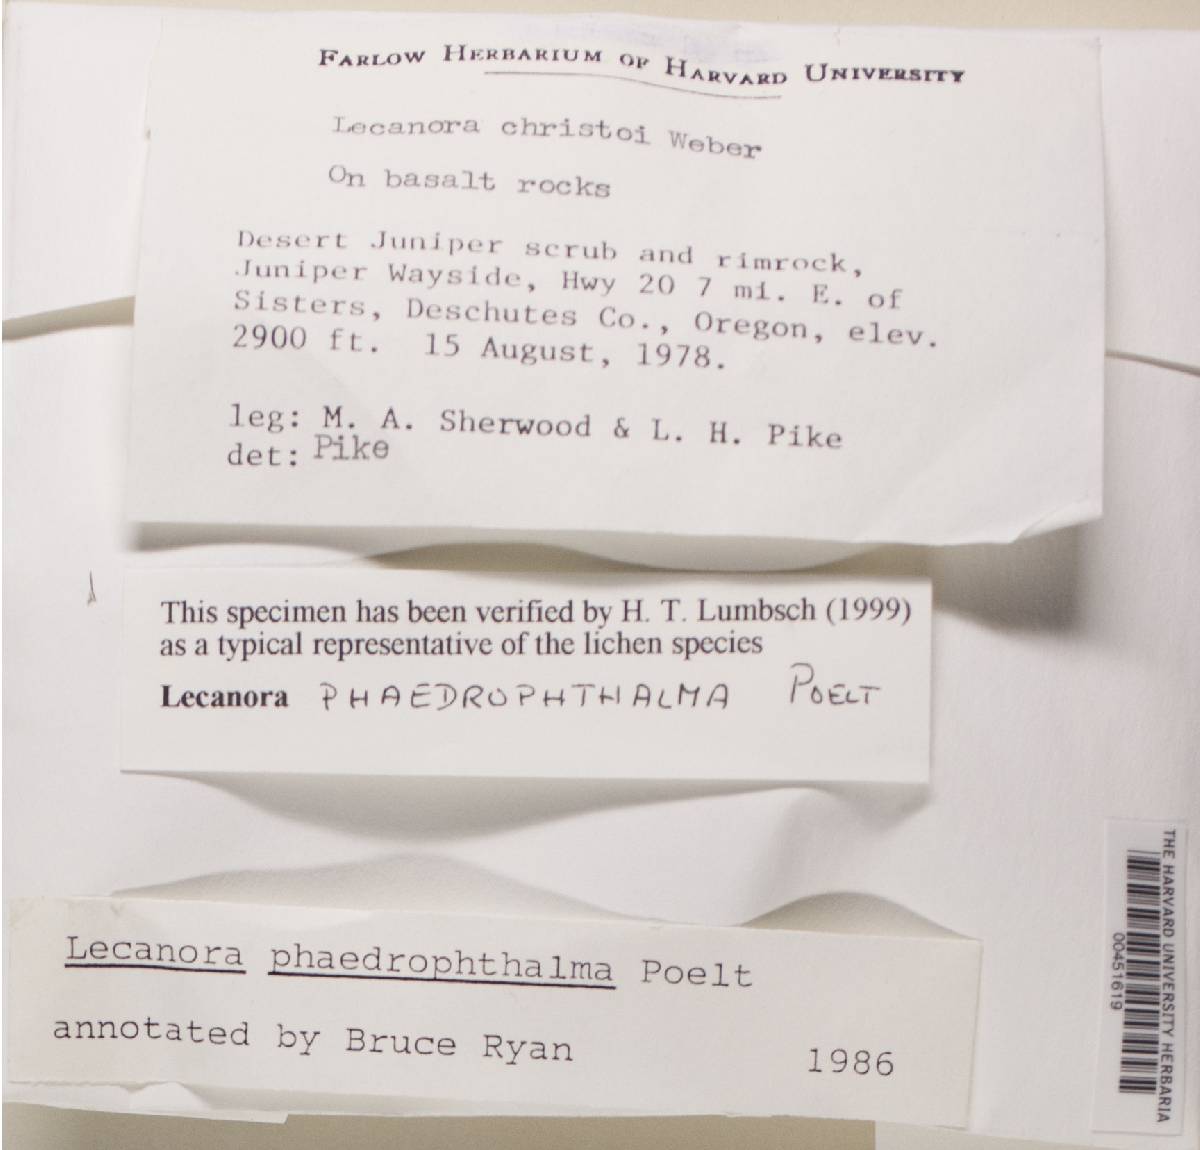 FARLOW HERBARIUM OF HARVARD UNIVERSITY
Lecanora christoi Weber
On basalt rocks
Desert Juniper scrub and rimrock,
Juniper Wayside, Hwy 20 7 mi. E. of
Sisters, Deschutes Co., Oregon, elev.
2900 ft. 15 August, 1978.
leg: M. A. Sherwood & L. H. Pike
det: Pike
This specimen has been verified by H. T. Lumbsch (1999)
as a typical representative of the lichen species
Lecanora PHAEDROPHTHALMA POELT
Lecanora phaedrophthalma Poelt
annotated by Bruce Ryan 1986
THE HARVARD UNIVERSITY HERBARIA
00451619